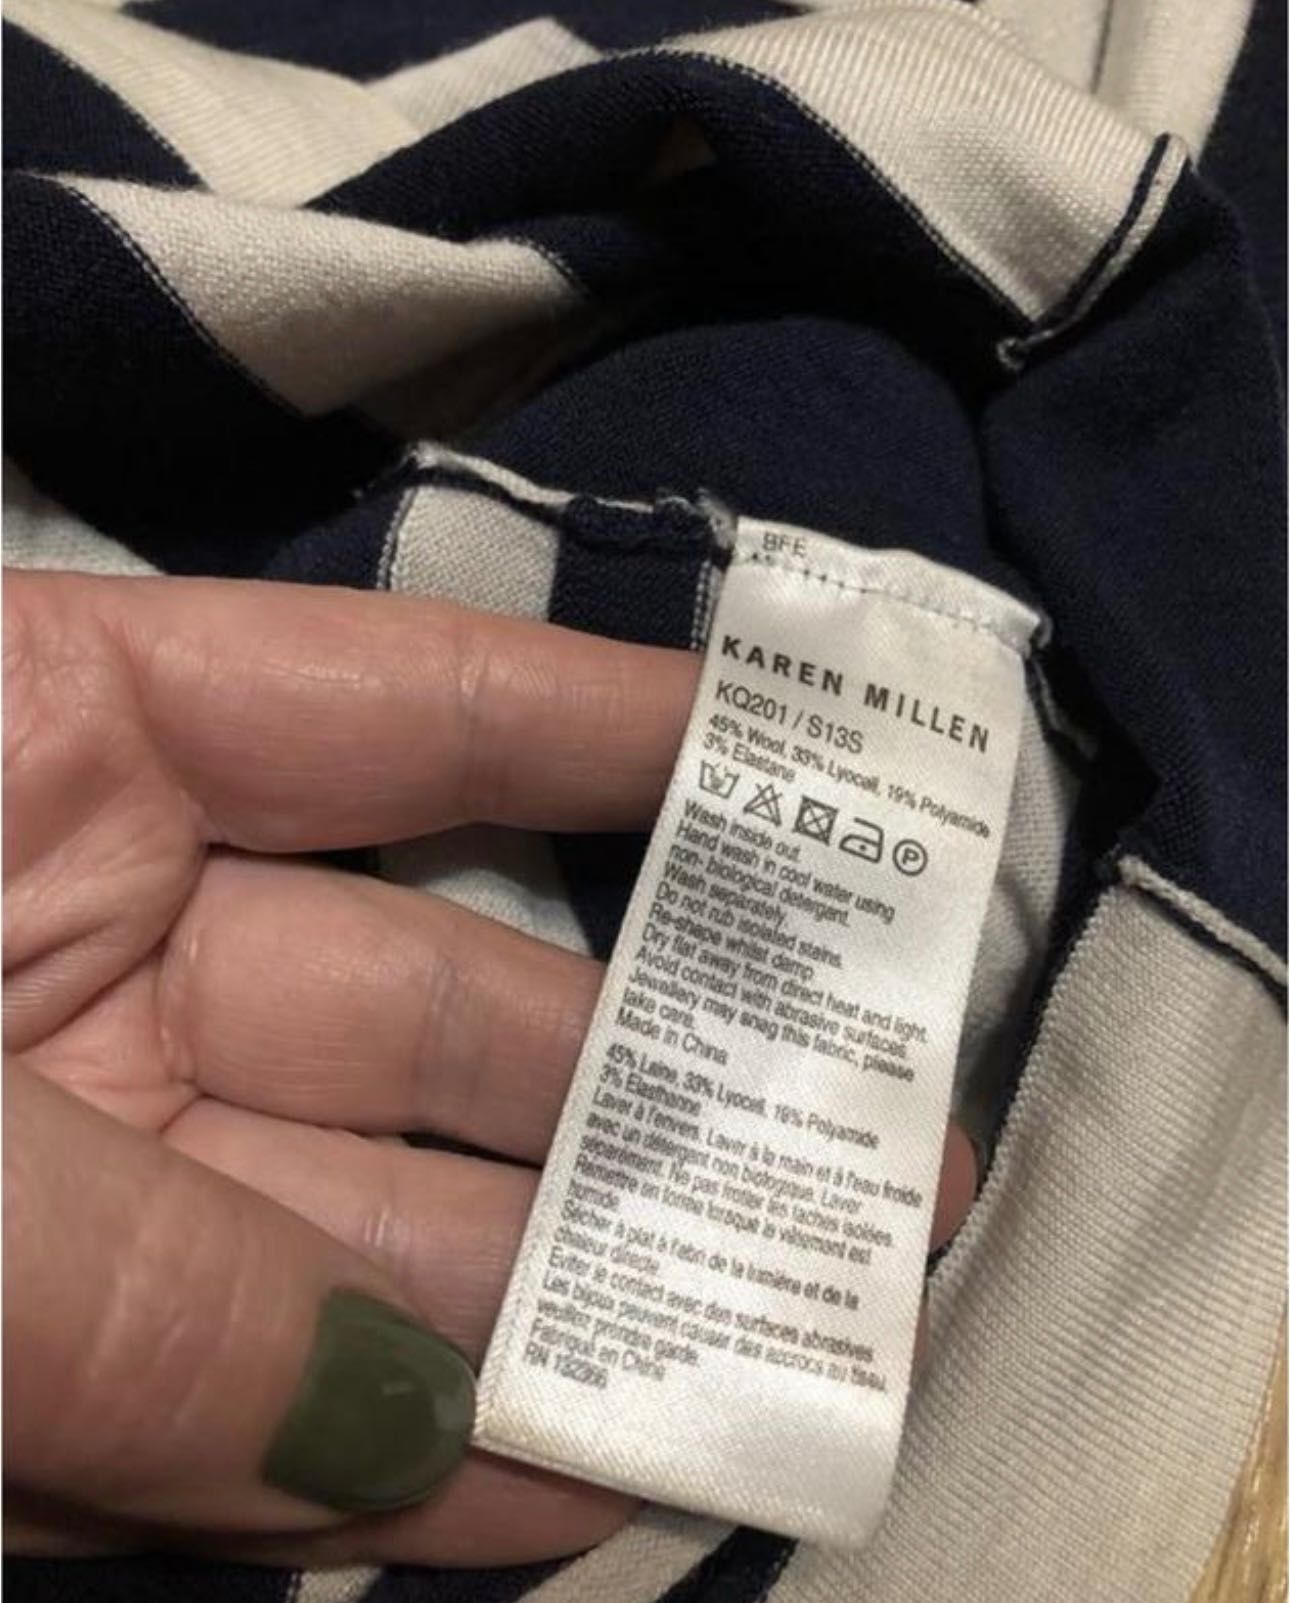 BFE
KAREN MILLEN
KQ201 / S13S
45% Wool, 33% Lyocell, 19% Polyamide
3% Elastane
P
Wash inside out.
Hand wash in cool water using
non- biological detergent.
Wash separately.
Do not rub isolated stains.
Re-shape whilst damp
Dry flat away from direct heat and light.
Avoid contact with abrasive surfaces.
Jewellery may snag this fabric, please
take care.
Made in China
45% Laine, 33% Lyocell, 19% Polyamide
3% Elasthanne.
Laver à l'envers. Laver à la main et à l'eau froide
avec un détergent non biologique. Laver
séparément. Ne pas frotter les taches isolées.
Remettre en forme lorsque le vêtement est
humide.
Sécher à plat à l'abri de la lumière et de la
chaleur directe.
Eviter le contact avec des surfaces abrasives.
Les bijoux peuvent causer des accrocs au tissu,
veuillez prendre garde.
Fabriqué en Chine
RN